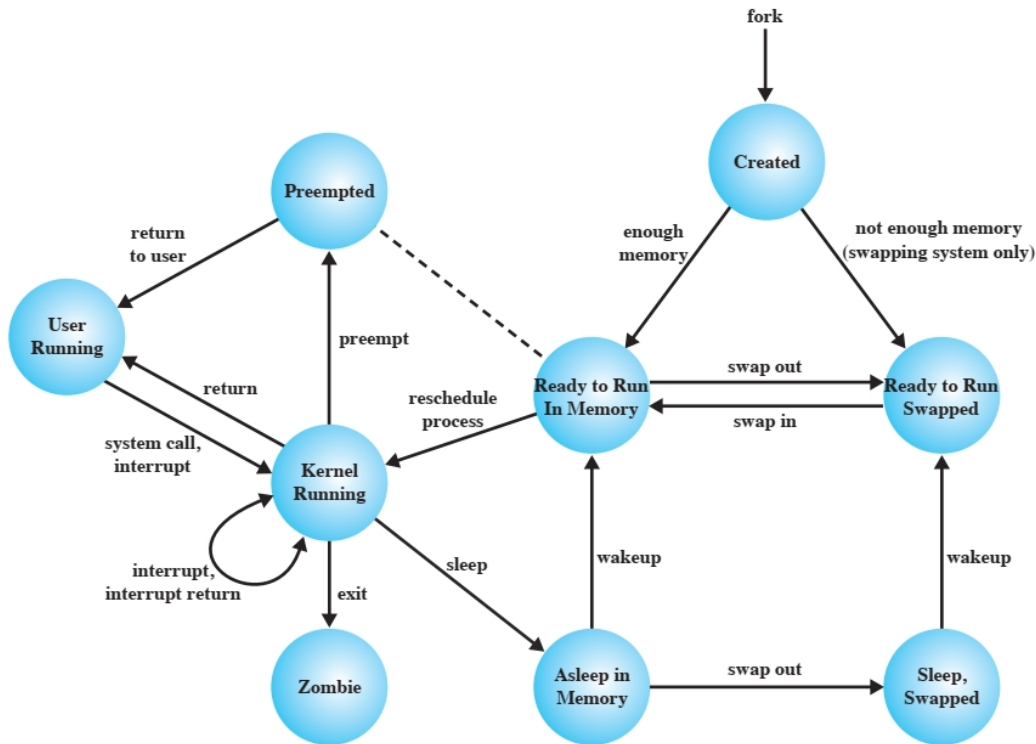 fork
Created
Preempted
return
to user
enough
memory
not enough memory
(swapping system only)
User
Running
preempt
return
Ready to Run
In Memory
swap out
swap in
Ready to Run
Swapped
reschedule
process
system call,
interrupt
Kernel
Running
interrupt,
interrupt return
sleep
wakeup
wakeup
exit
Zombie
Asleep in
Memory
swap out
Sleep,
Swapped